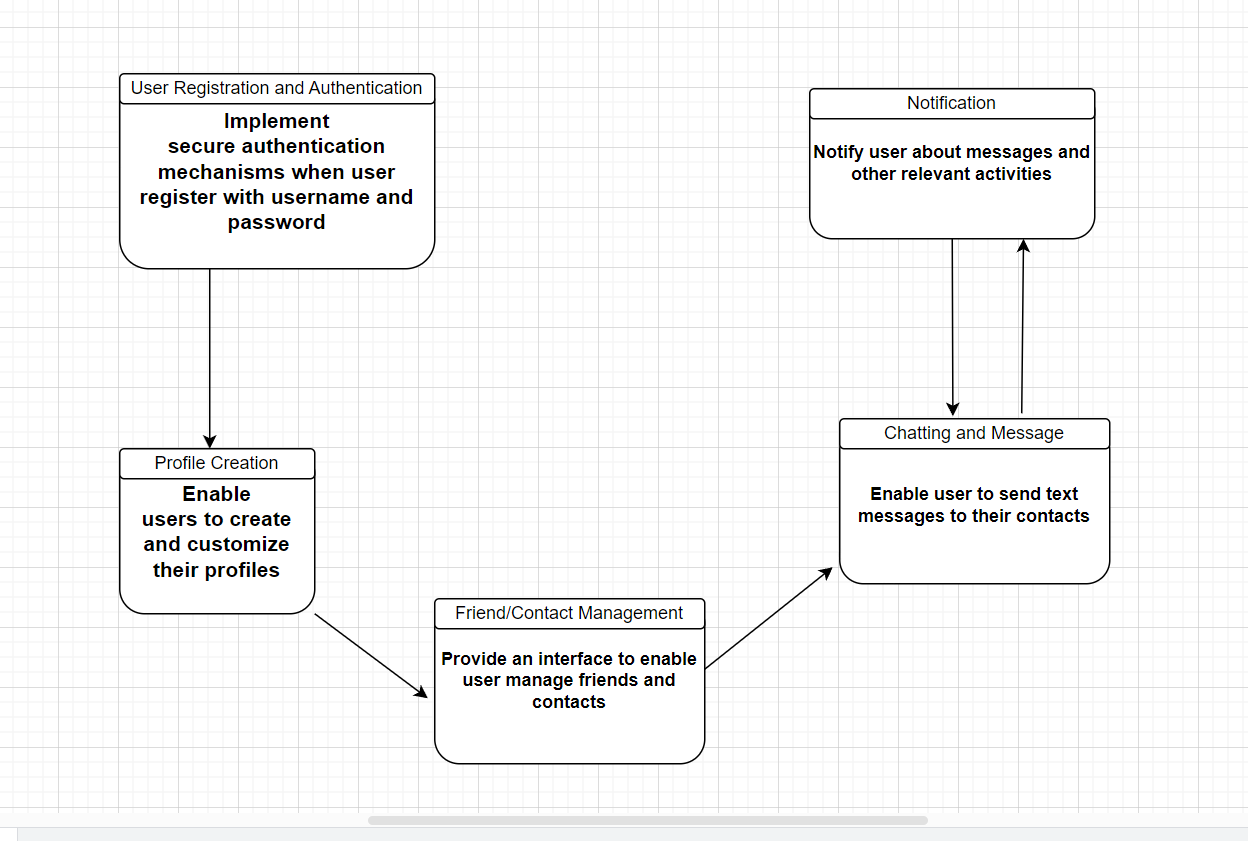 User Registration and Authentication
Implement
secure authentication
mechanisms when user
register with username and
password
Notification
Notify user about messages and
other relevant activities
Profile Creation
Enable
users to create
and customize
their profiles
Friend/Contact Management
Provide an interface to enable
user manage friends and
contacts
Chatting and Message
Enable user to send text
messages to their contacts